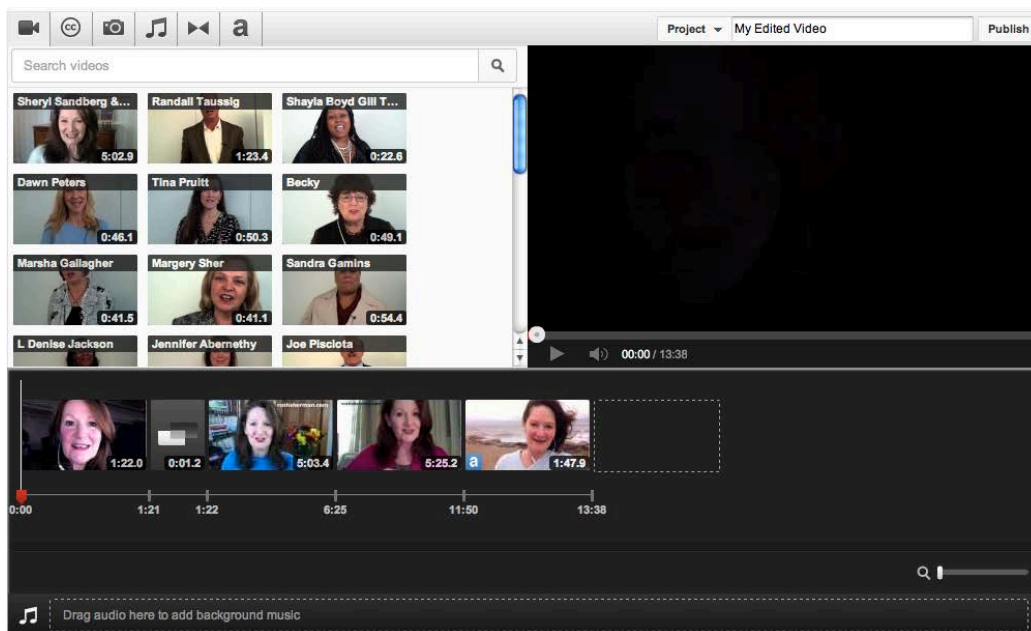 cc
a
Project
My Edited Video
Publish
Search videos
Sheryl Sandberg &...
Randall Taussig
Shayla Boyd Gill T...
5:02.9
1:23.4
0:22.6
Dawn Peters
Tina Pruitt
Becky
0:46.1
0:50.3
0:49.1
Marsha Gallagher
Margery Sher
Sandra Gamins
0:41.5
0:41.1
0:54.4
L Denise Jackson
Jennifer Abernethy
Joe Pisciota
00:00 / 13:38
1:22.0
0:01.2
5:03.4
5:25.2
a
1:47.9
0:00
1:21
1:22
6:25
11:50
13:38
Drag audio here to add background music